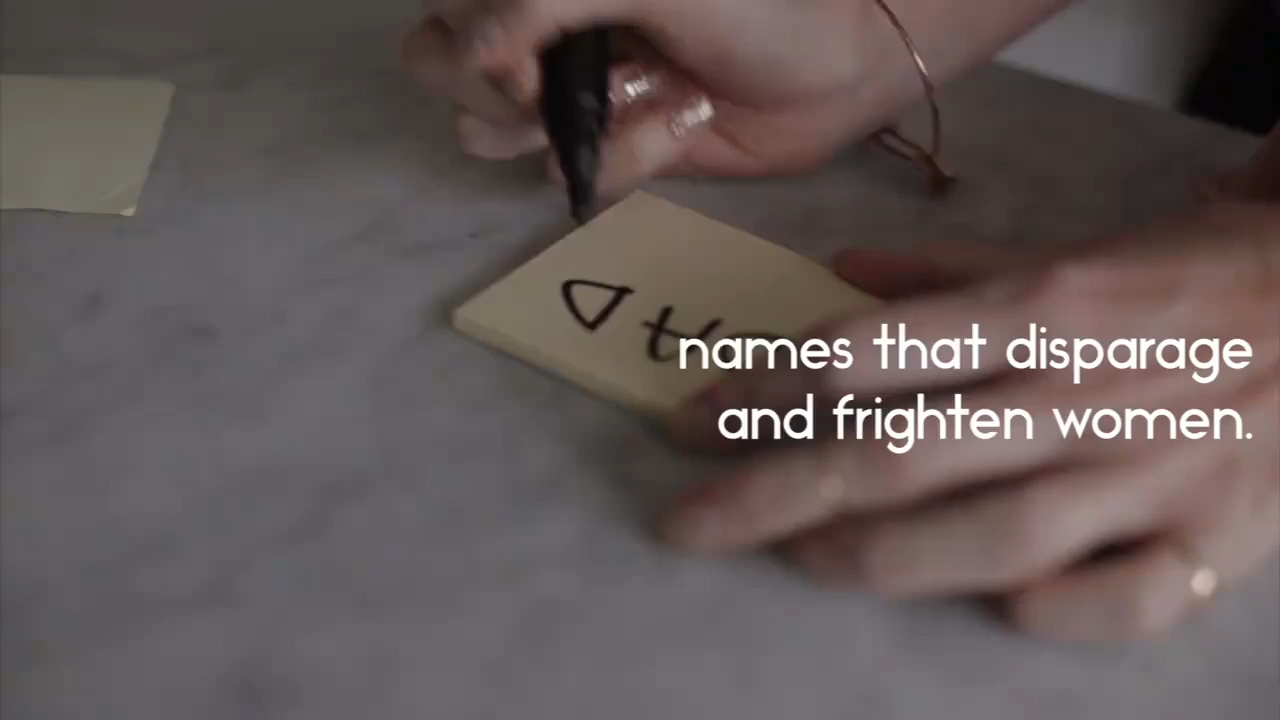 names that disparage
and frighten women.